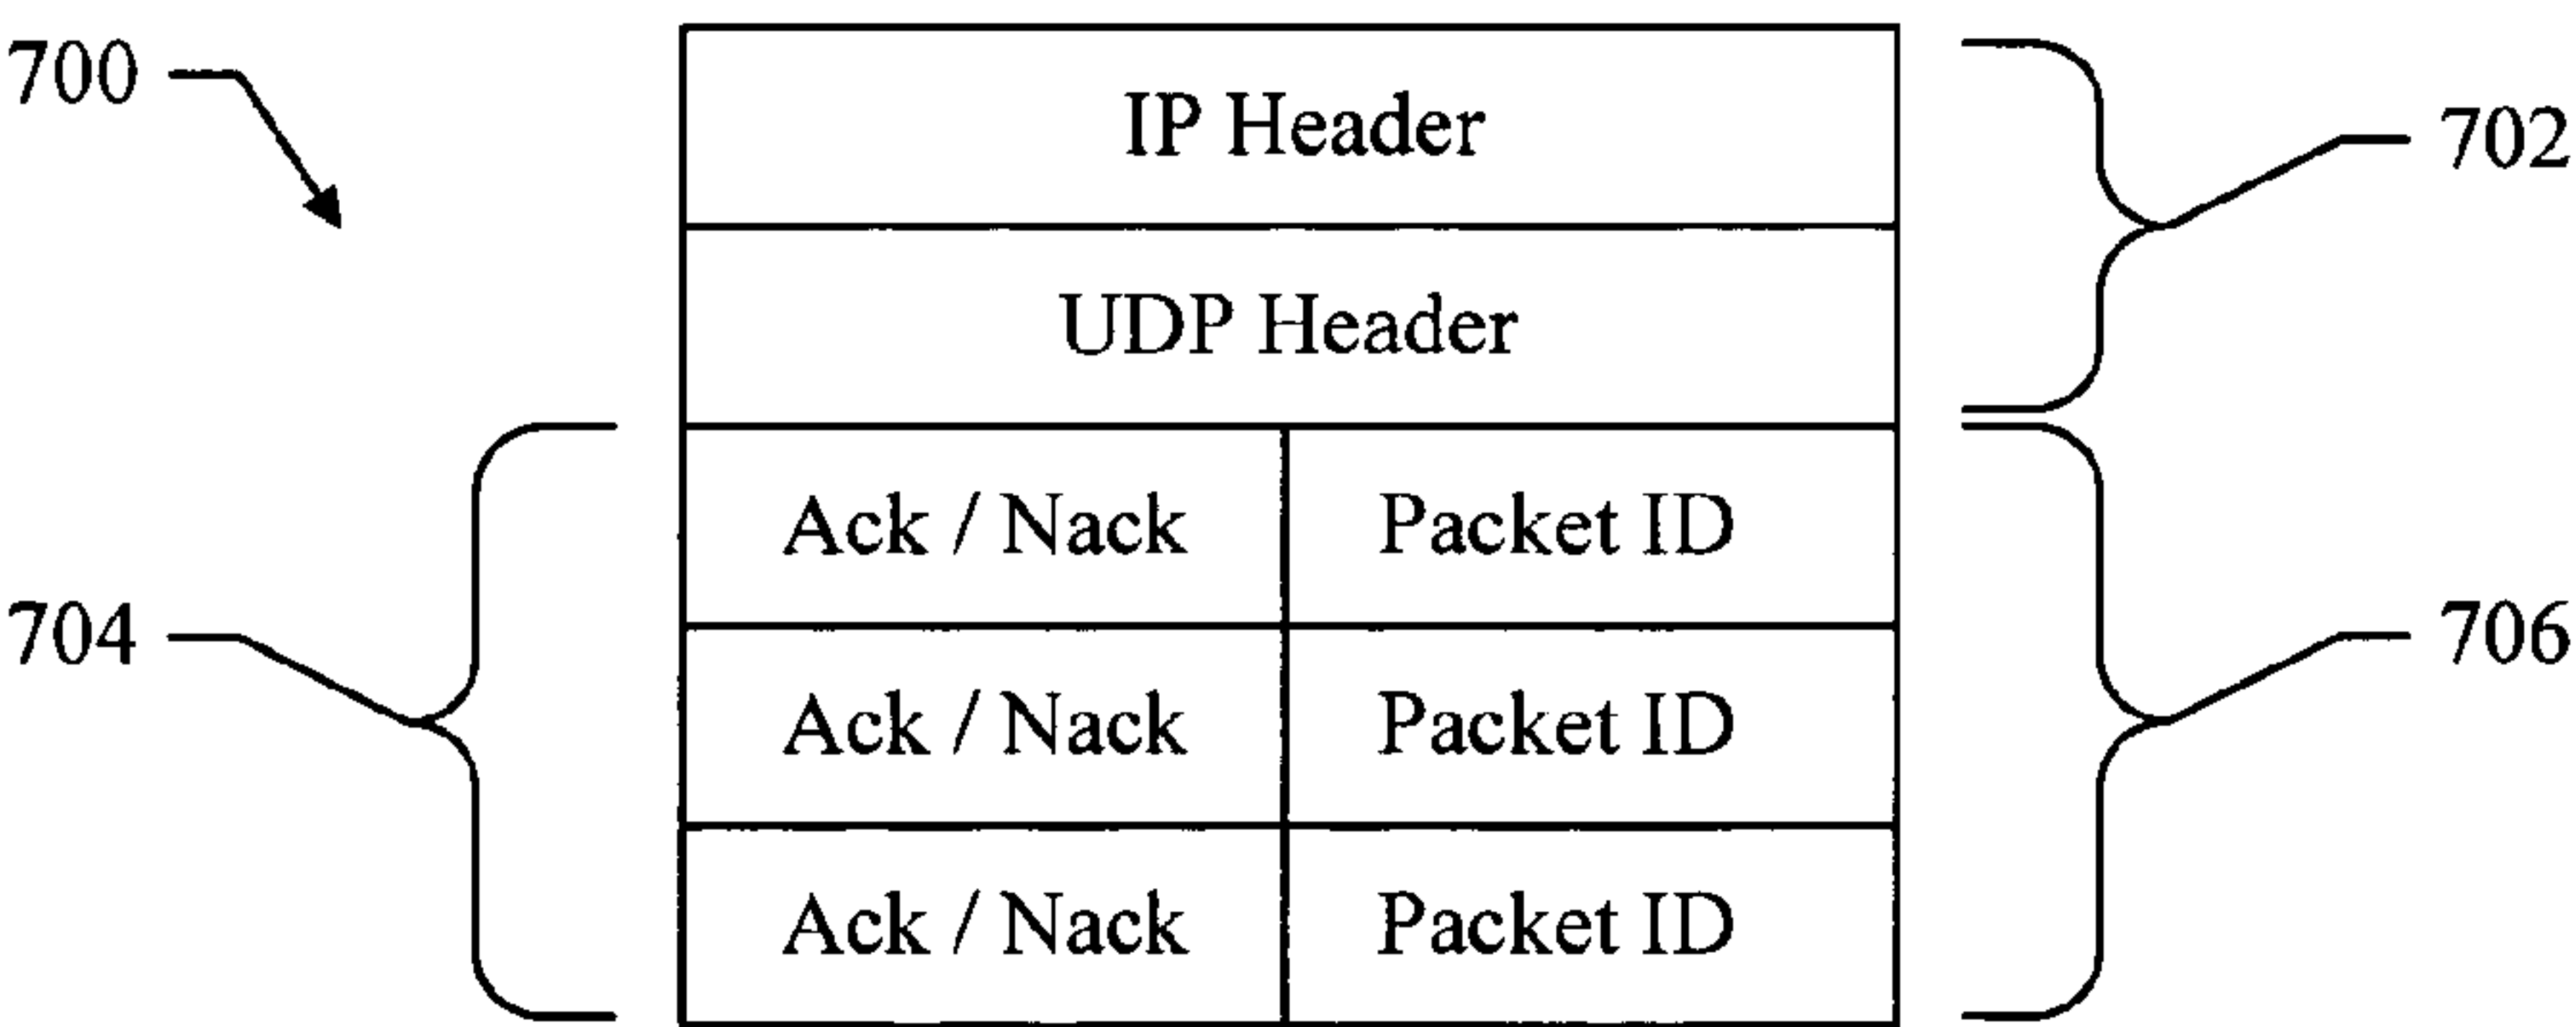 700
IP Header
702
UDP Header
Ack / Nack Packet ID
704
Ack / Nack Packet ID
706
Ack / Nack Packet ID